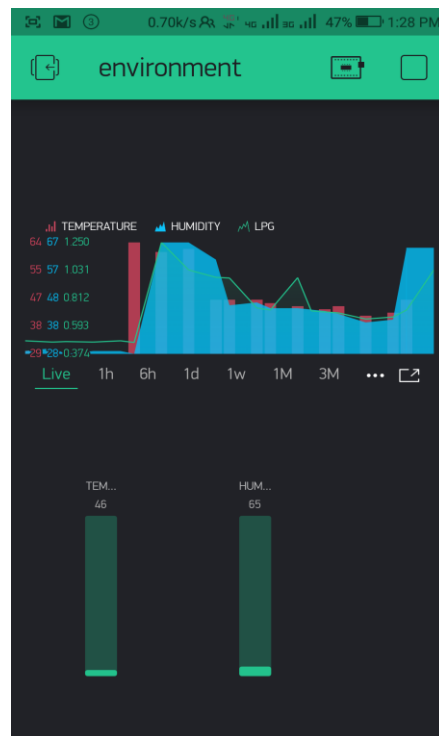 3 0.70k/s 4G 3G 47% 1:28 PM
environment
TEMPERATURE HUMIDITY LPG
64 67 1.250
55 57 1.031
47 48 0.812
38 38 0.593
29 28 0.374
Live 1h 6h 1d 1w 1M 3M •••
TEM... HUM...
46 65